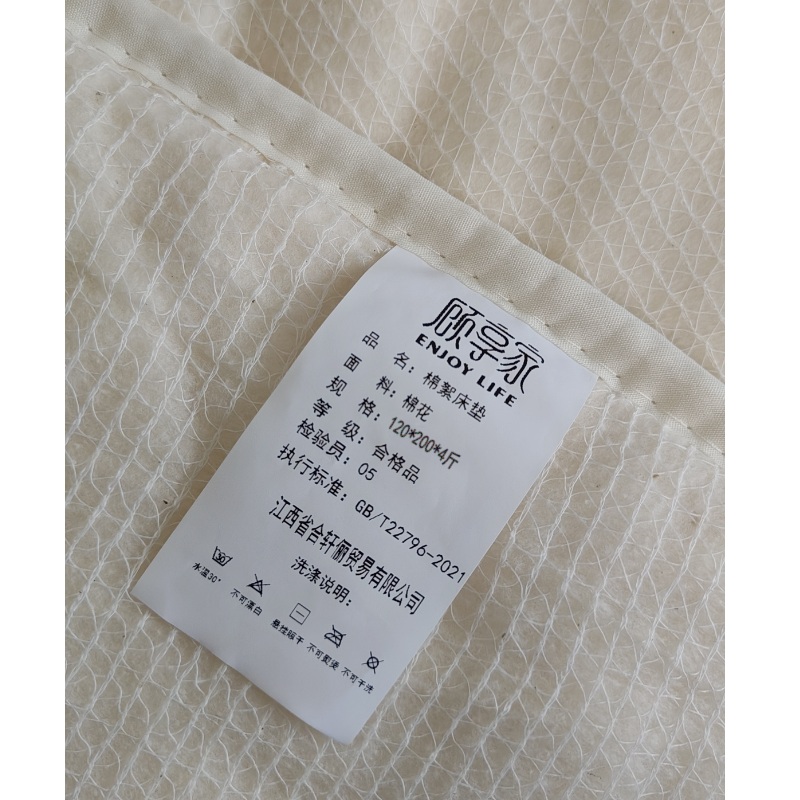 顾享家
ENJOY LIFE
品 名：棉絮床垫
面 料：棉花
规 格：120*200*4斤
等 级：合格品
检验员：05
执行标准：GB/T22796-2021
江西省合轩俪贸易有限公司
洗涤说明：
水温30° 不可漂白 悬挂晾干 不可熨烫 不可干洗